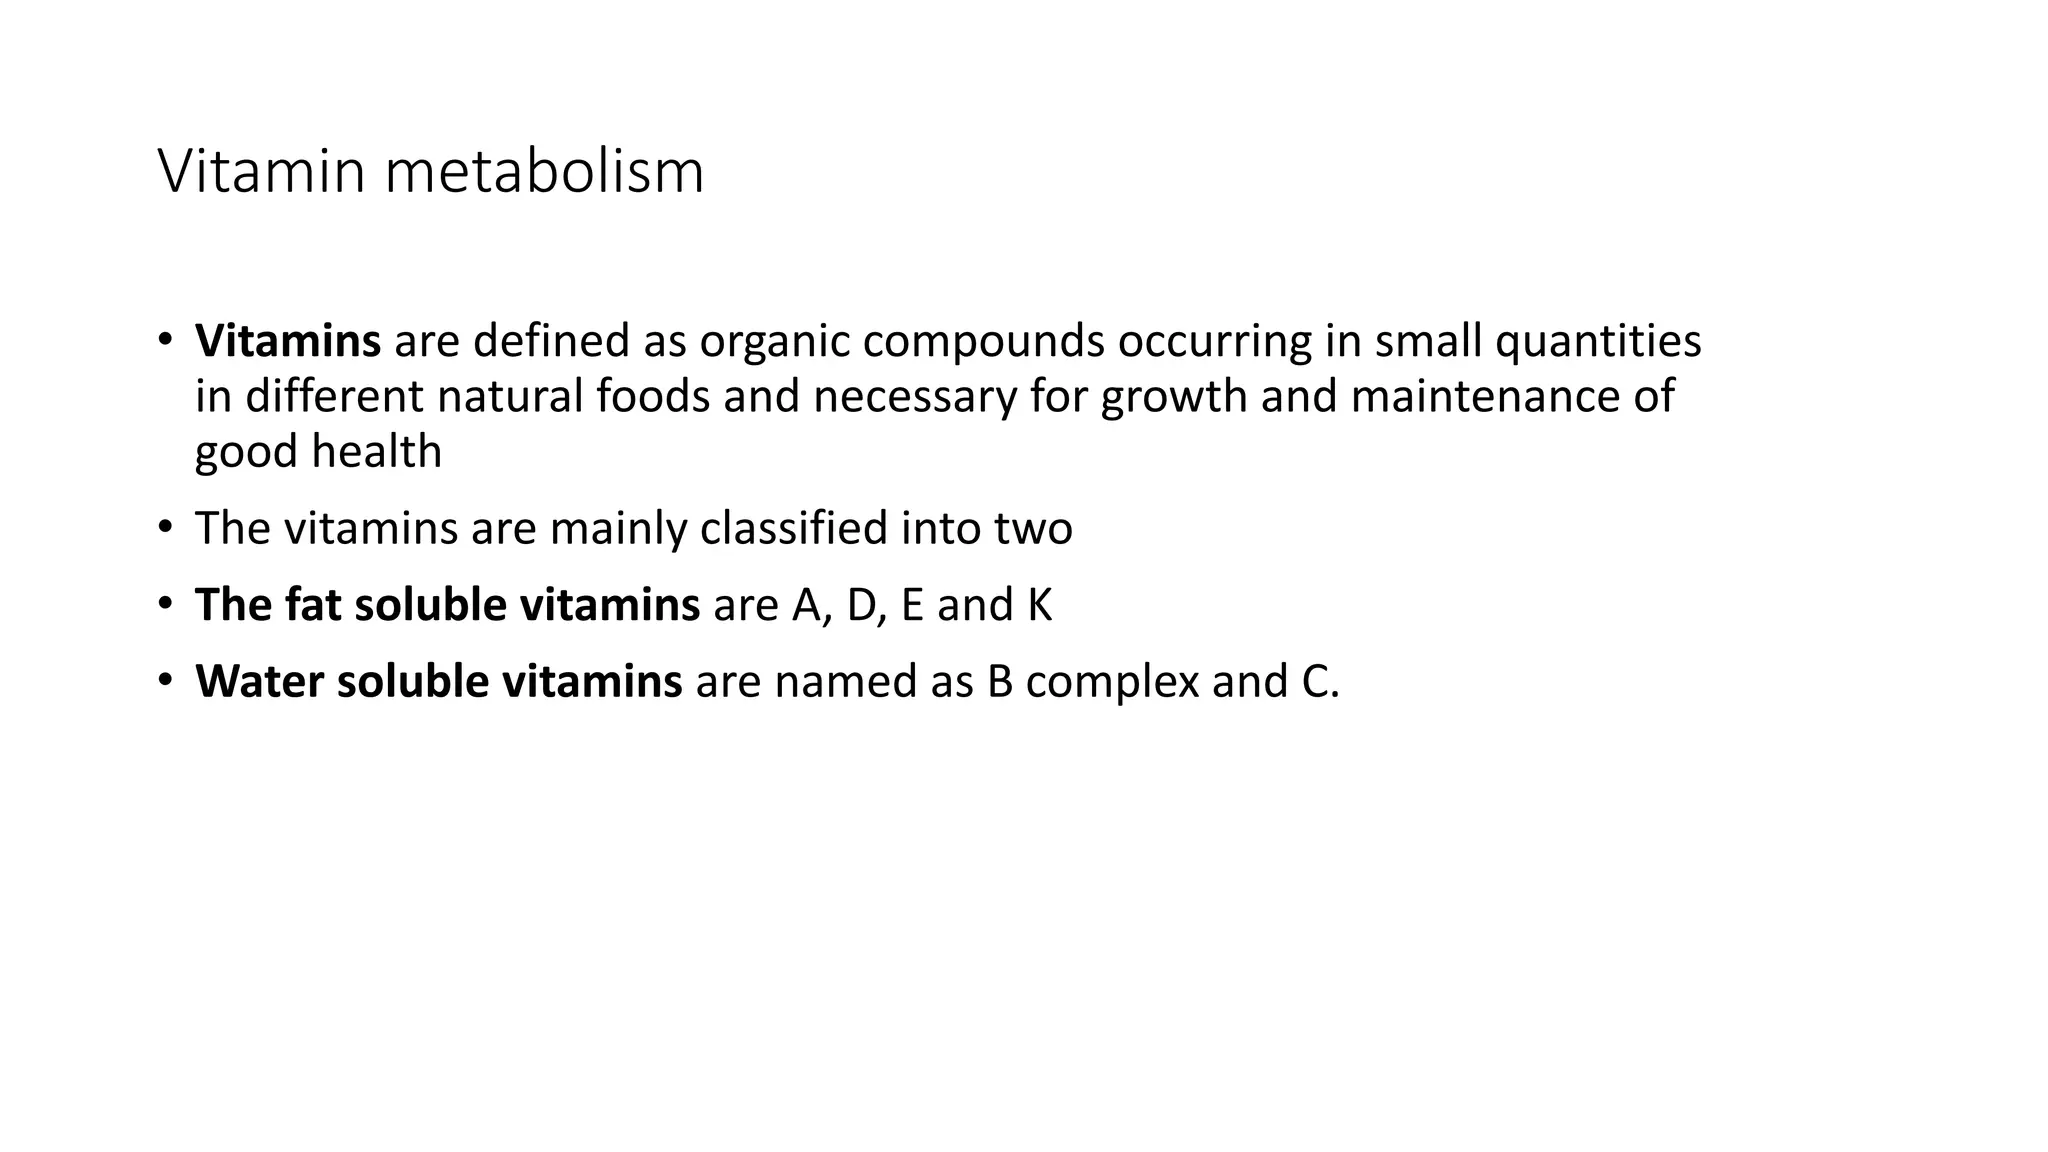 Vitamin metabolism
• Vitamins are defined as organic compounds occurring in small quantities
in different natural foods and necessary for growth and maintenance of
good health
• The vitamins are mainly classified into two
• The fat soluble vitamins are A, D, E and K
• Water soluble vitamins are named as B complex and C.